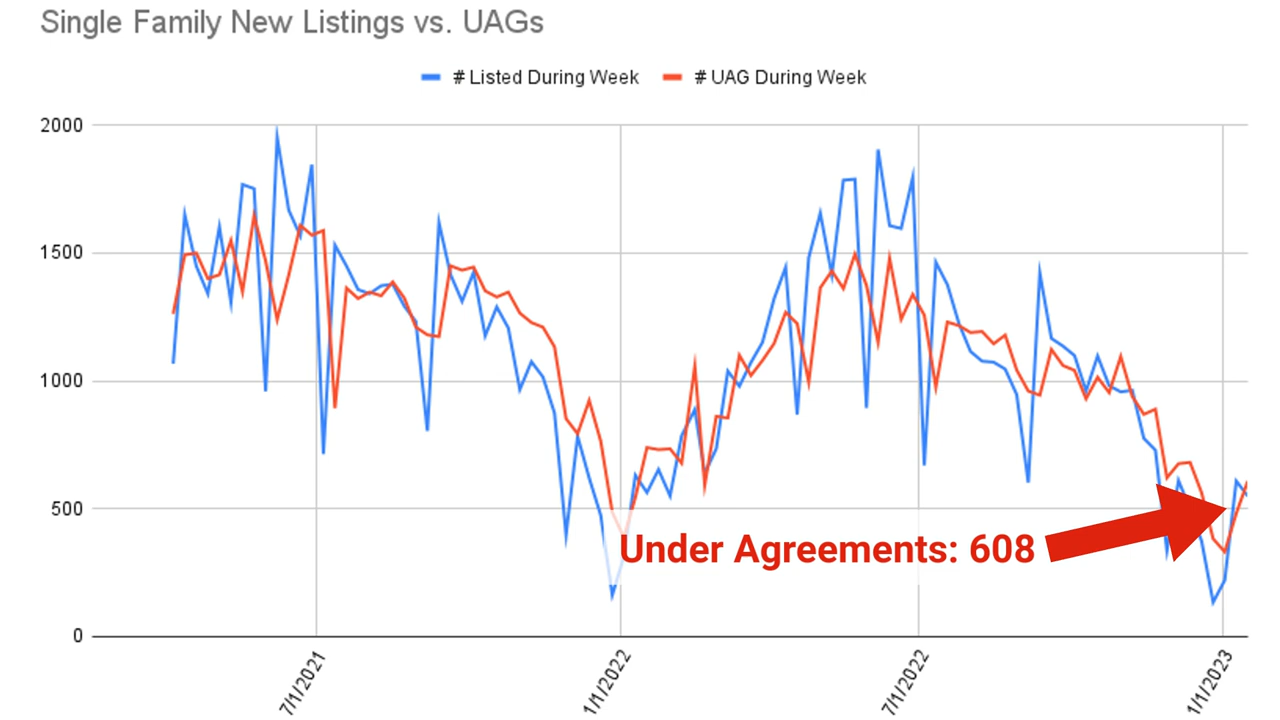 Single Family New Listings vs. UAGs
# Listed During Week # UAG During Week
2000
1500
1000
500
Under Agreements: 608
0
7/1/2021 1/1/2022 7/1/2022 1/1/2023